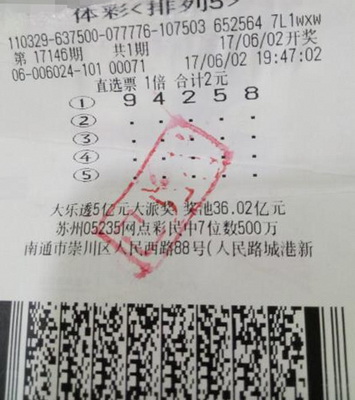 体彩<排列5>
110329-637500-077776-107503 652564 7L1wxw
第 17146期 共1期 17/06/02开奖
06-006024-101 00071 17/06/02 19:47:02
直选票 1倍 合计2元
① 9 4 2 5 8
② . . . . .
③ . . . . .
④ . . . . .
⑤ . . . . .
大乐透5亿元大派奖 奖池36.02亿元
苏州05235网点彩民中7位数500万
南通市崇川区人民西路88号(人民路城港新